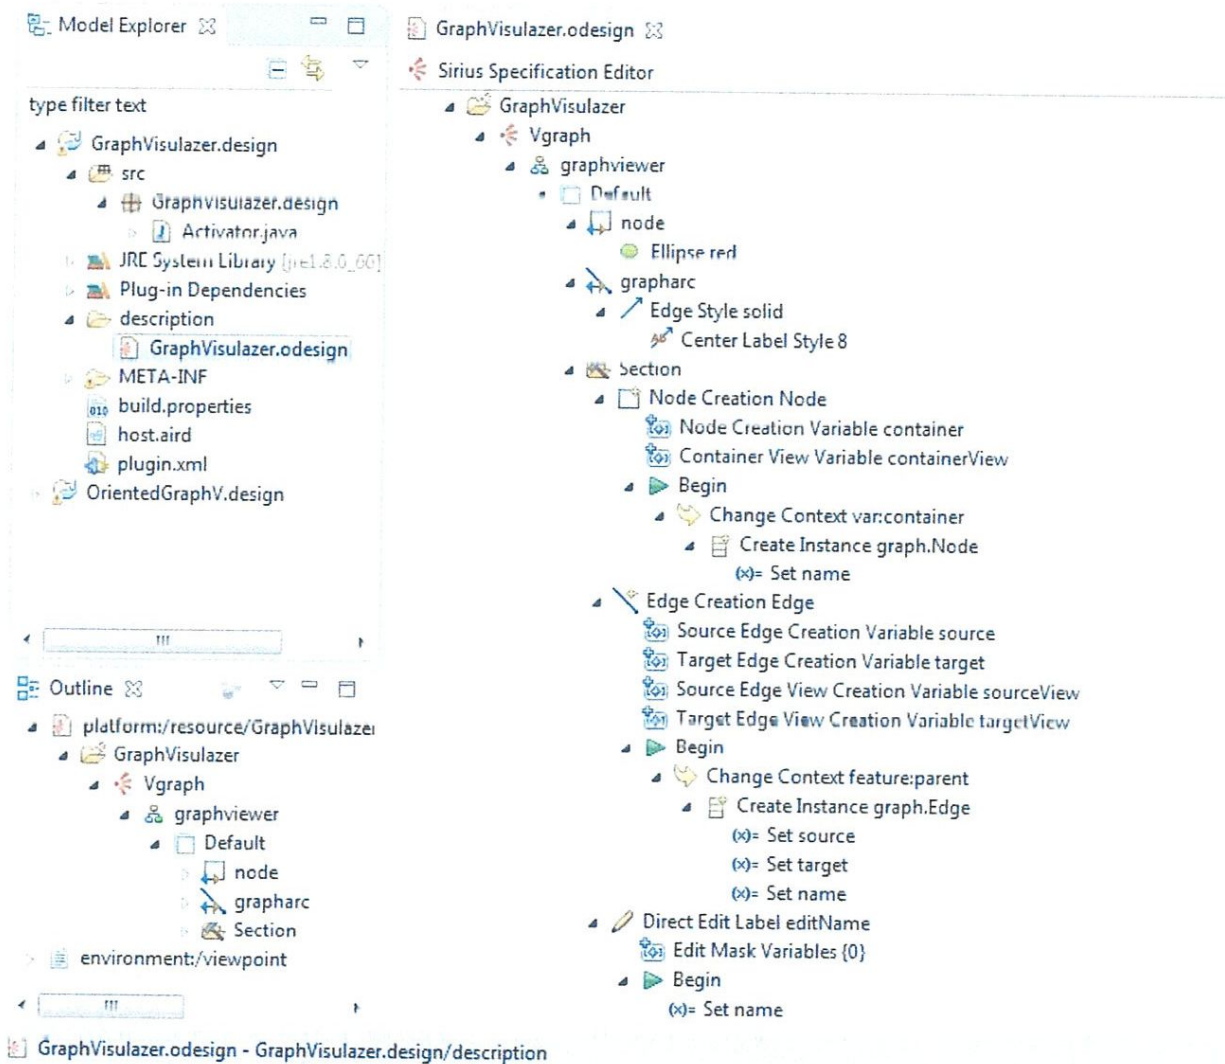 Model Explorer
type filter text
GraphVisulazer.design
src
GraphVisulazer.design
Activator.java
JRE System Library [jre1.8.0_66]
Plug-in Dependencies
description
GraphVisulazer.odesign
META-INF
build.properties
host.aird
plugin.xml
OrientedGraphV.design
Outline
platform:/resource/GraphVisulazer
GraphVisulazer
Vgraph
graphviewer
Default
node
grapharc
Section
environment:/viewpoint
GraphVisulazer.odesign
Sirius Specification Editor
GraphVisulazer
Vgraph
graphviewer
Default
node
Ellipse red
grapharc
Edge Style solid
Center Label Style 8
Section
Node Creation Node
Node Creation Variable container
Container View Variable containerView
Begin
Change Context var:container
Create Instance graph.Node
(x)= Set name
Edge Creation Edge
Source Edge Creation Variable source
Target Edge Creation Variable target
Source Edge View Creation Variable sourceView
Target Edge View Creation Variable targetView
Begin
Change Context feature:parent
Create Instance graph.Edge
(x)= Set source
(x)= Set target
(x)= Set name
Direct Edit Label editName
Edit Mask Variables {0}
Begin
(x)= Set name
GraphVisulazer.odesign - GraphVisulazer.design/description